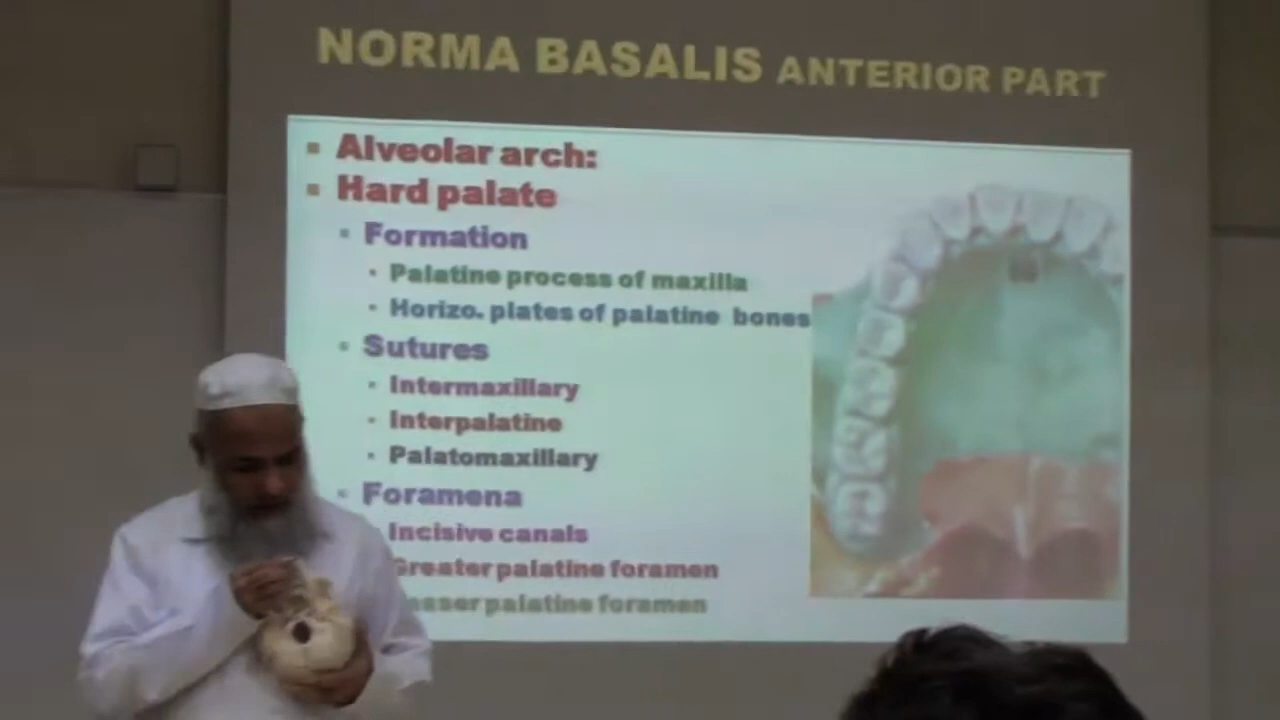 NORMA BASALIS ANTERIOR PART
Alveolar arch:
Hard palate
Formation
Palatine process of maxilla
Horizo. plates of palatine bones
Sutures
Intermaxillary
Interpalatine
Palatomaxillary
Foramena
Incisive canals
Greater palatine foramen
palatine foramen